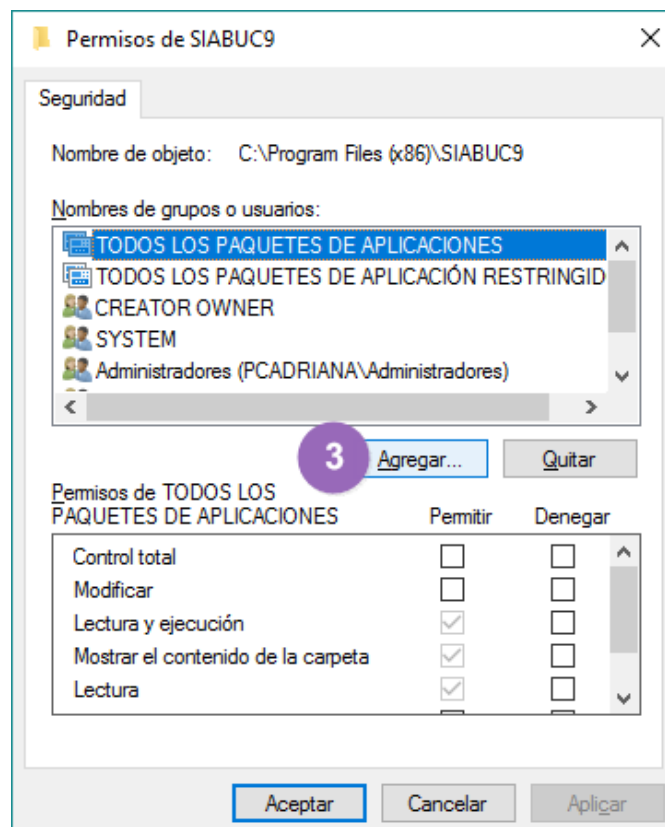 Permisos de SIABUC9
Seguridad
Nombre de objeto: C:\Program Files (x86)\SIABUC9
Nombres de grupos o usuarios:
TODOS LOS PAQUETES DE APLICACIONES
TODOS LOS PAQUETES DE APLICACIÓN RESTRINGID
CREATOR OWNER
SYSTEM
Administradores (PCADRIANA\Administradores)
3 Agregar... Quitar
Permisos de TODOS LOS
PAQUETES DE APLICACIONES Permitir Denegar
Control total
Modificar
Lectura y ejecución
Mostrar el contenido de la carpeta
Lectura
Aceptar Cancelar Aplicar